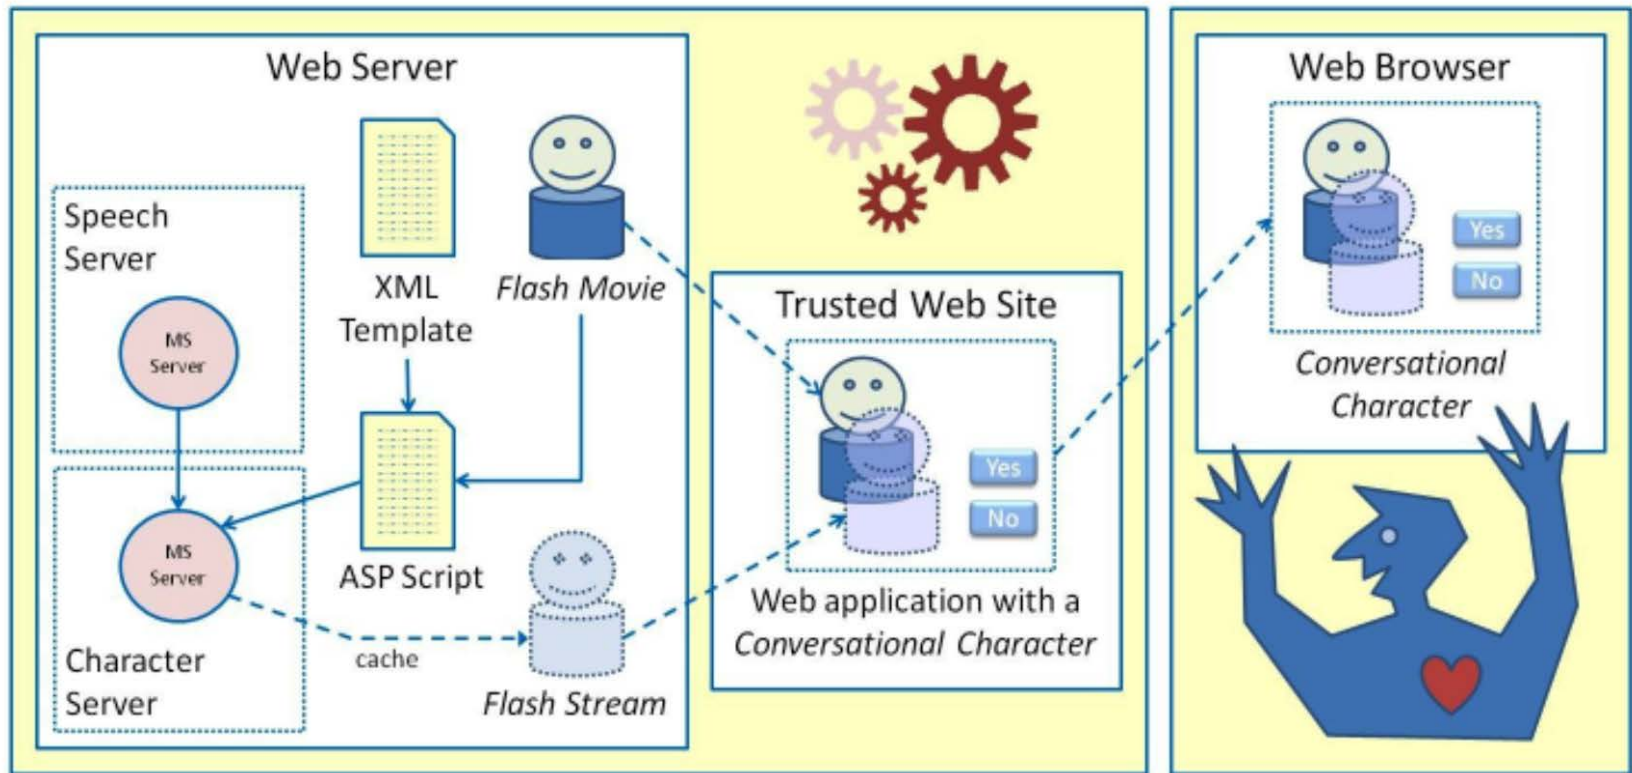 Web Server
Speech
Server
MS
Server
XML
Template
Flash Movie
MS
Server
Character
Server
ASP Script
cache
Flash Stream
Trusted Web Site
Yes
No
Web application with a
Conversational Character
Web Browser
Yes
No
Conversational
Character